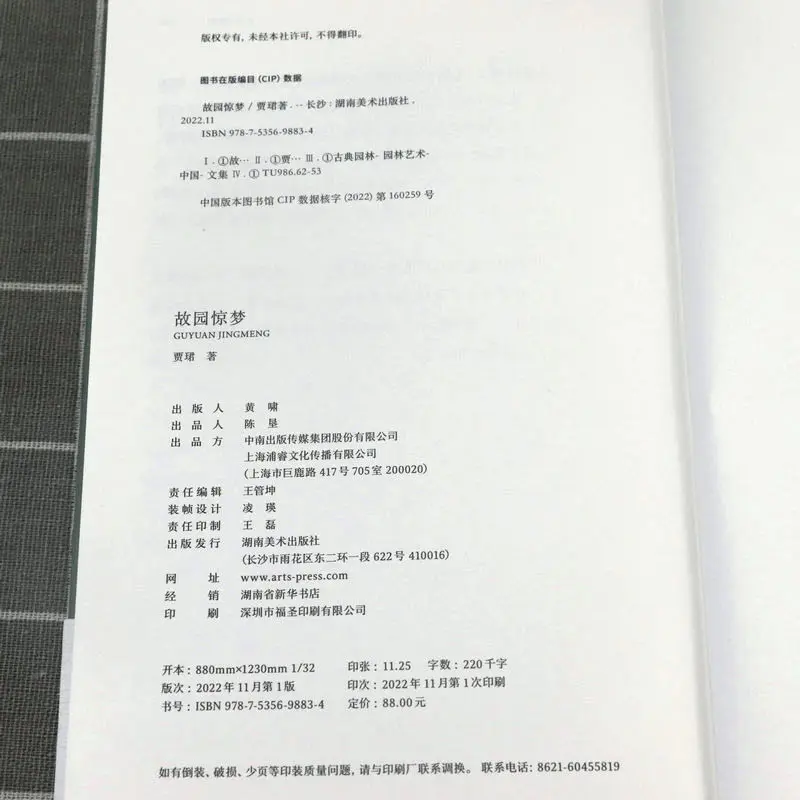 版权专有，未经本社许可，不得翻印。
图书在版编目（CIP）数据
故园惊梦 / 贾珺著 . -- 长沙 : 湖南美术出版社 ,
2022.11
ISBN 978-7-5356-9883-4
Ⅰ . ①故… Ⅱ . ①贾… Ⅲ . ①古典园林- 园林艺术-
中国- 文集 Ⅳ . ① TU986.62-53
中国版本图书馆 CIP 数据核字 (2022) 第 160259 号
故园惊梦
GUYUAN JINGMENG
贾珺 著
出 版 人 黄 啸
出 品 人 陈 垦
出 品 方 中南出版传媒集团股份有限公司
上海浦睿文化传播有限公司
(上海市巨鹿路 417 号 705 室 200020)
责任编辑 王管坤
装帧设计 凌 瑛
责任印制 王 磊
出版发行 湖南美术出版社
(长沙市雨花区东二环一段 622 号 410016)
网 址 www.arts-press.com
经 销 湖南省新华书店
印 刷 深圳市福圣印刷有限公司
开本 : 880mm×1230mm 1/32 印张 : 11.25 字数 : 220 千字
版次 : 2022 年 11 月第 1 版 印次 : 2022 年 11 月第 1 次印刷
书号 : ISBN 978-7-5356-9883-4 定价 : 88.00 元
如有倒装、破损、少页等印装质量问题，请与印刷厂联系调换。 联系电话：8621-60455819